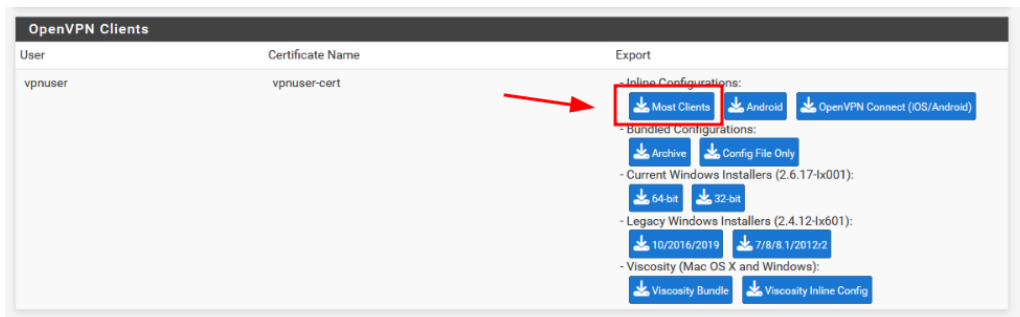 OpenVPN Clients
User Certificate Name Export
vpnuser vpnuser-cert - Inline Configurations:
Most Clients Android OpenVPN Connect (iOS/Android)
- Bundled Configurations:
Archive Config File Only
- Current Windows Installers (2.6.17-Ix001):
64-bit 32-bit
- Legacy Windows Installers (2.4.12-Ix601):
10/2016/2019 7/8/8.1/2012r2
- Viscosity (Mac OS X and Windows):
Viscosity Bundle Viscosity Inline Config